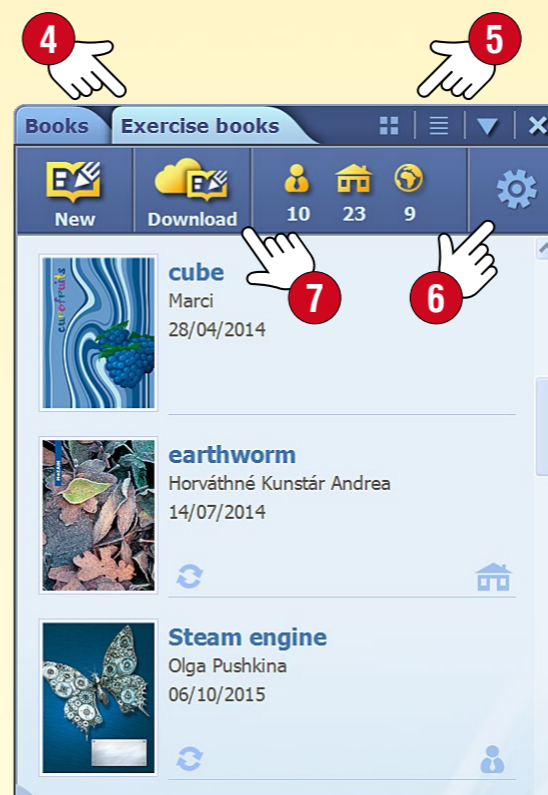 4
5
Books Exercise books
New Download 10 23 9
7
6
cube
Marci
28/04/2014
earthworm
Horváthné Kunstár Andrea
14/07/2014
Steam engine
Olga Pushkina
06/10/2015